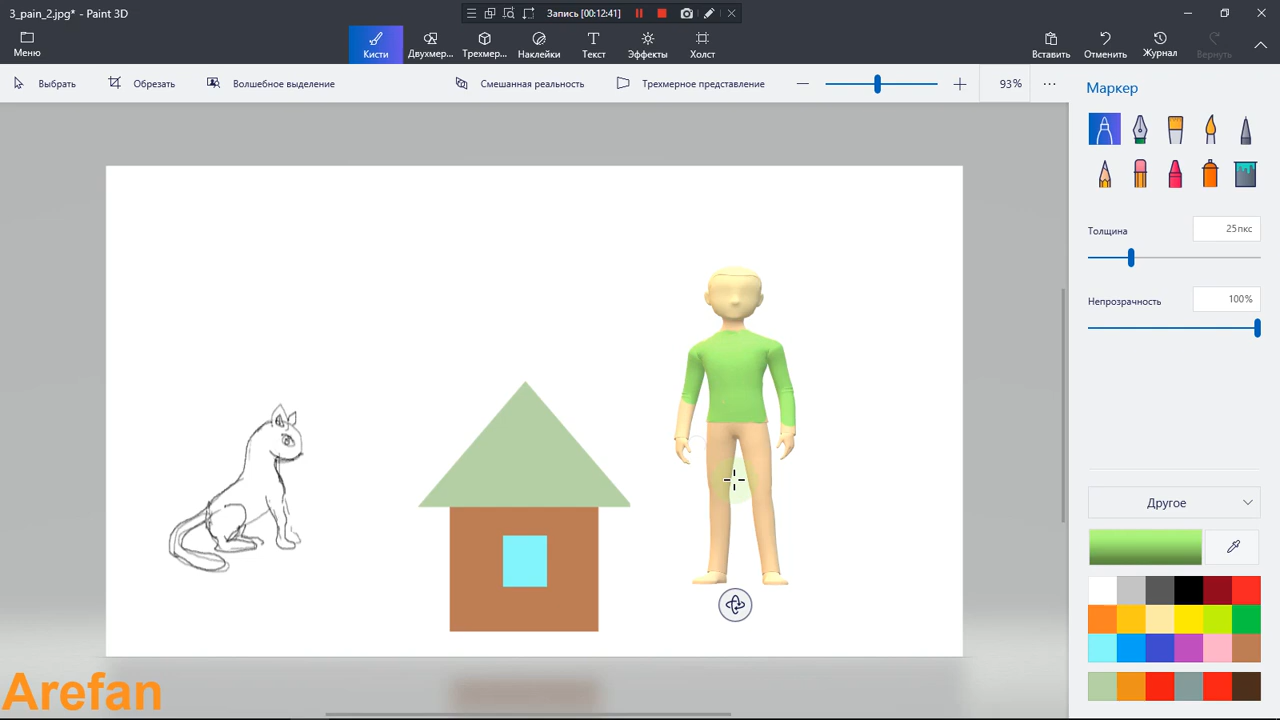 3_pain_2.jpg* - Paint 3D
Запись [00:12:41]
Меню
Кисти
Двухмер...
Трехмер...
Наклейки
Текст
Эффекты
Холст
Вставить
Отменить
Журнал
Вернуть
Выбрать
Обрезать
Волшебное выделение
Смешанная реальность
Трехмерное представление
93%
Маркер
Толщина
25пкс
Непрозрачность
100%
Другое
Arefan